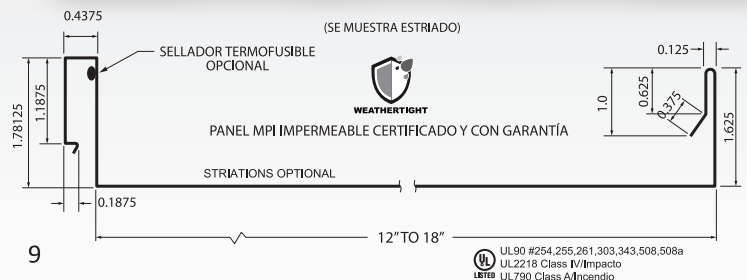 0.4375
(SE MUESTRA ESTRIADO)
SELLADOR TERMOFUSIBLE
OPCIONAL
0.125
1.78125
1.1875
WEATHERTIGHT
1.0
0.625
0.375
1.625
PANEL MPI IMPERMEABLE CERTIFICADO Y CON GARANTÍA
STRIATIONS OPTIONAL
0.1875
12" TO 18"
9
UL
LISTED
UL90 #254,255,261,303,343,508,508a
UL2218 Class IV/Impacto
UL790 Class A/Incendio